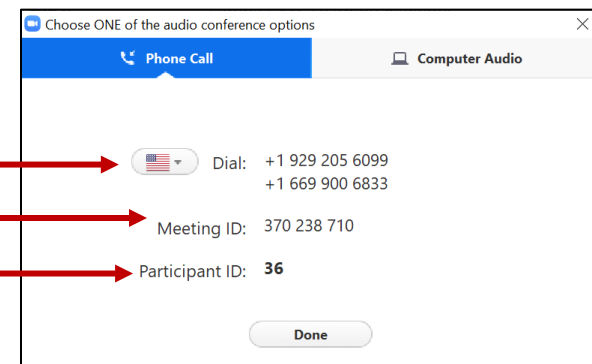 Choose ONE of the audio conference options
Phone Call
Computer Audio
Dial: +1 929 205 6099
+1 669 900 6833
Meeting ID: 370 238 710
Participant ID: 36
Done